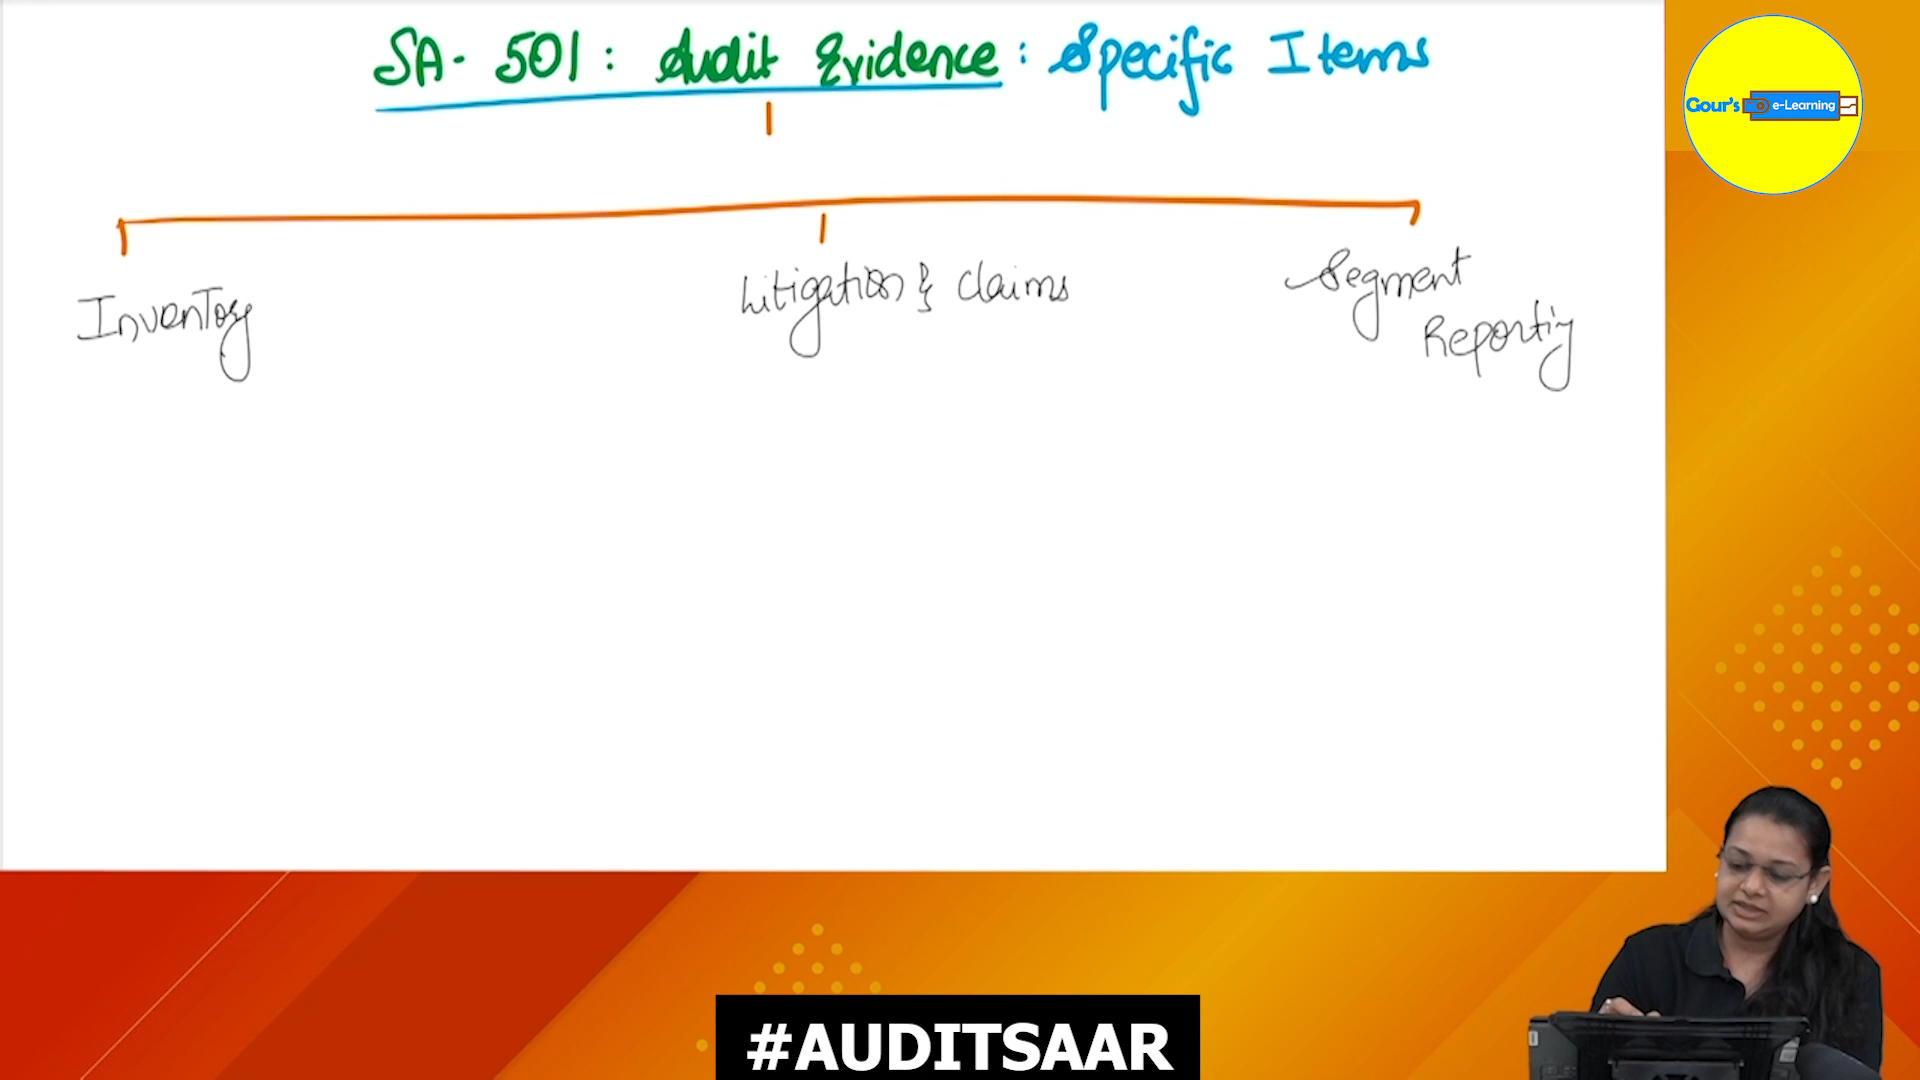 SA- 501: Audit Evidence: Specific Items
Gour's e-Learning
Inventory
Litigation & Claims
Segment
Reporting
#AUDITSAAR